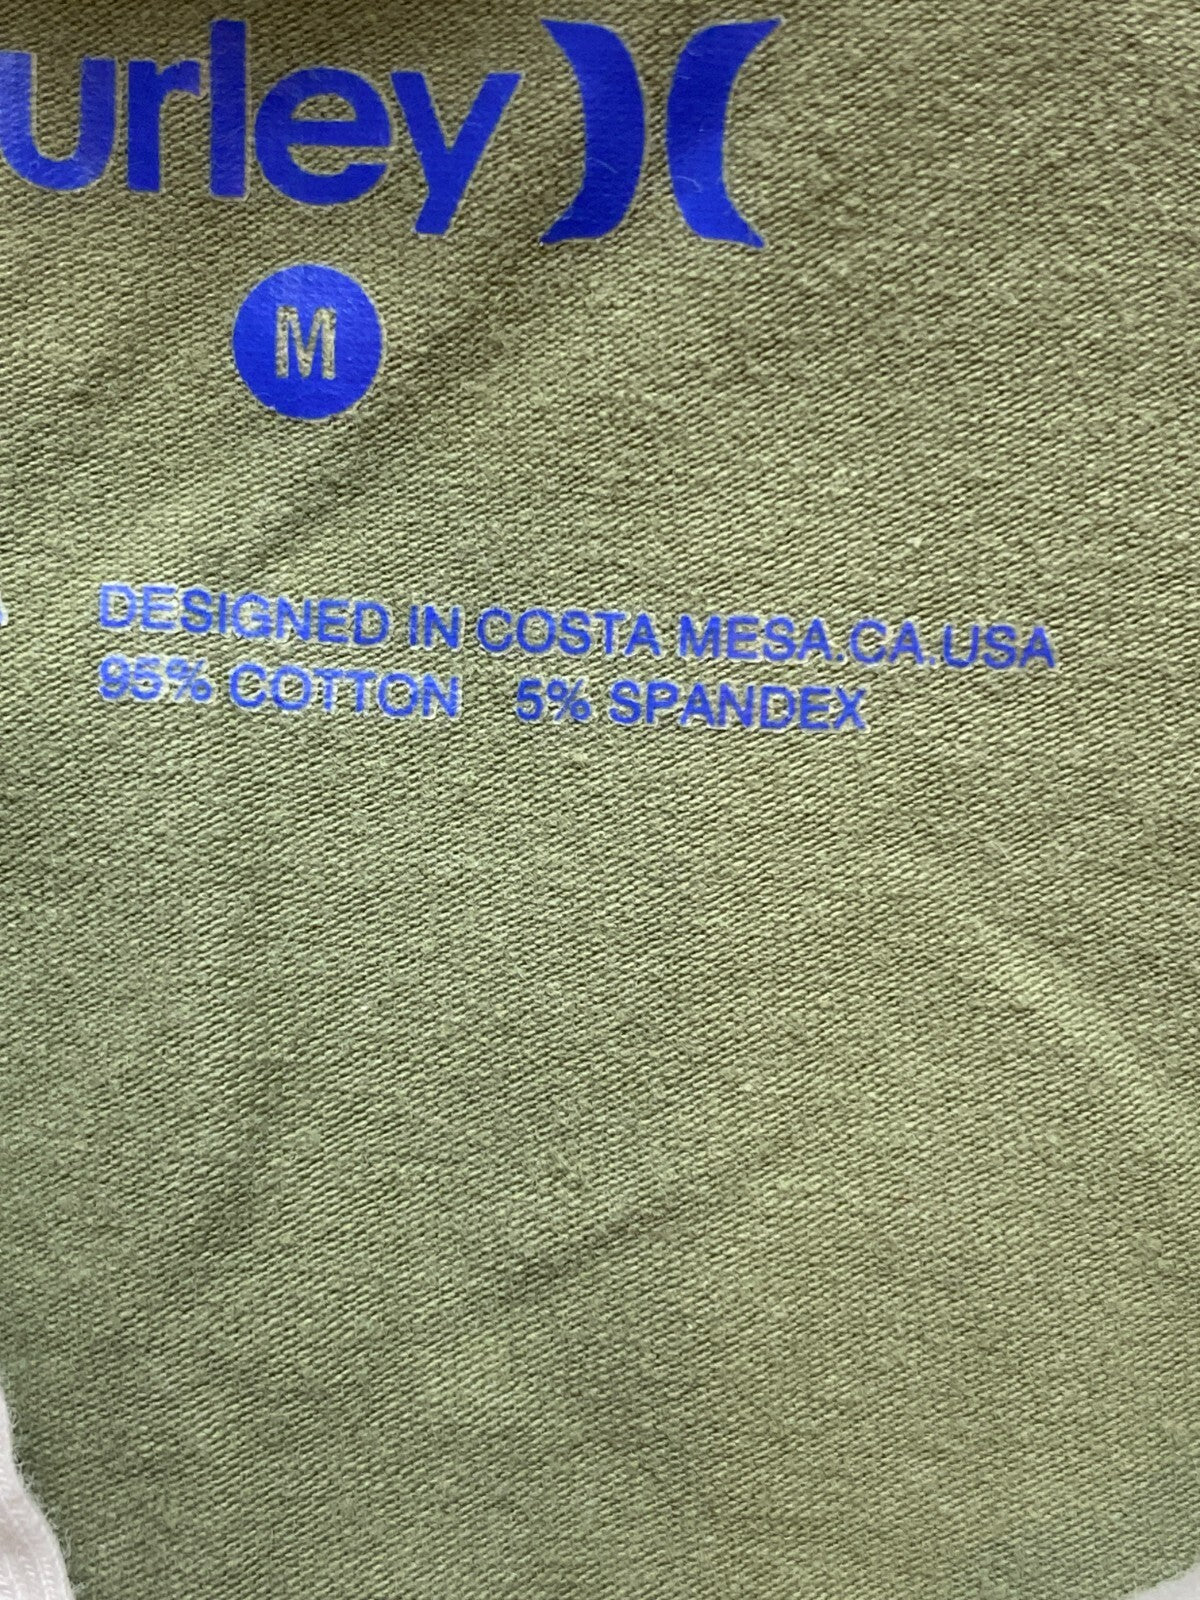 urley
M
DESIGNED IN COSTA MESA.CA.USA
95% COTTON 5% SPANDEX